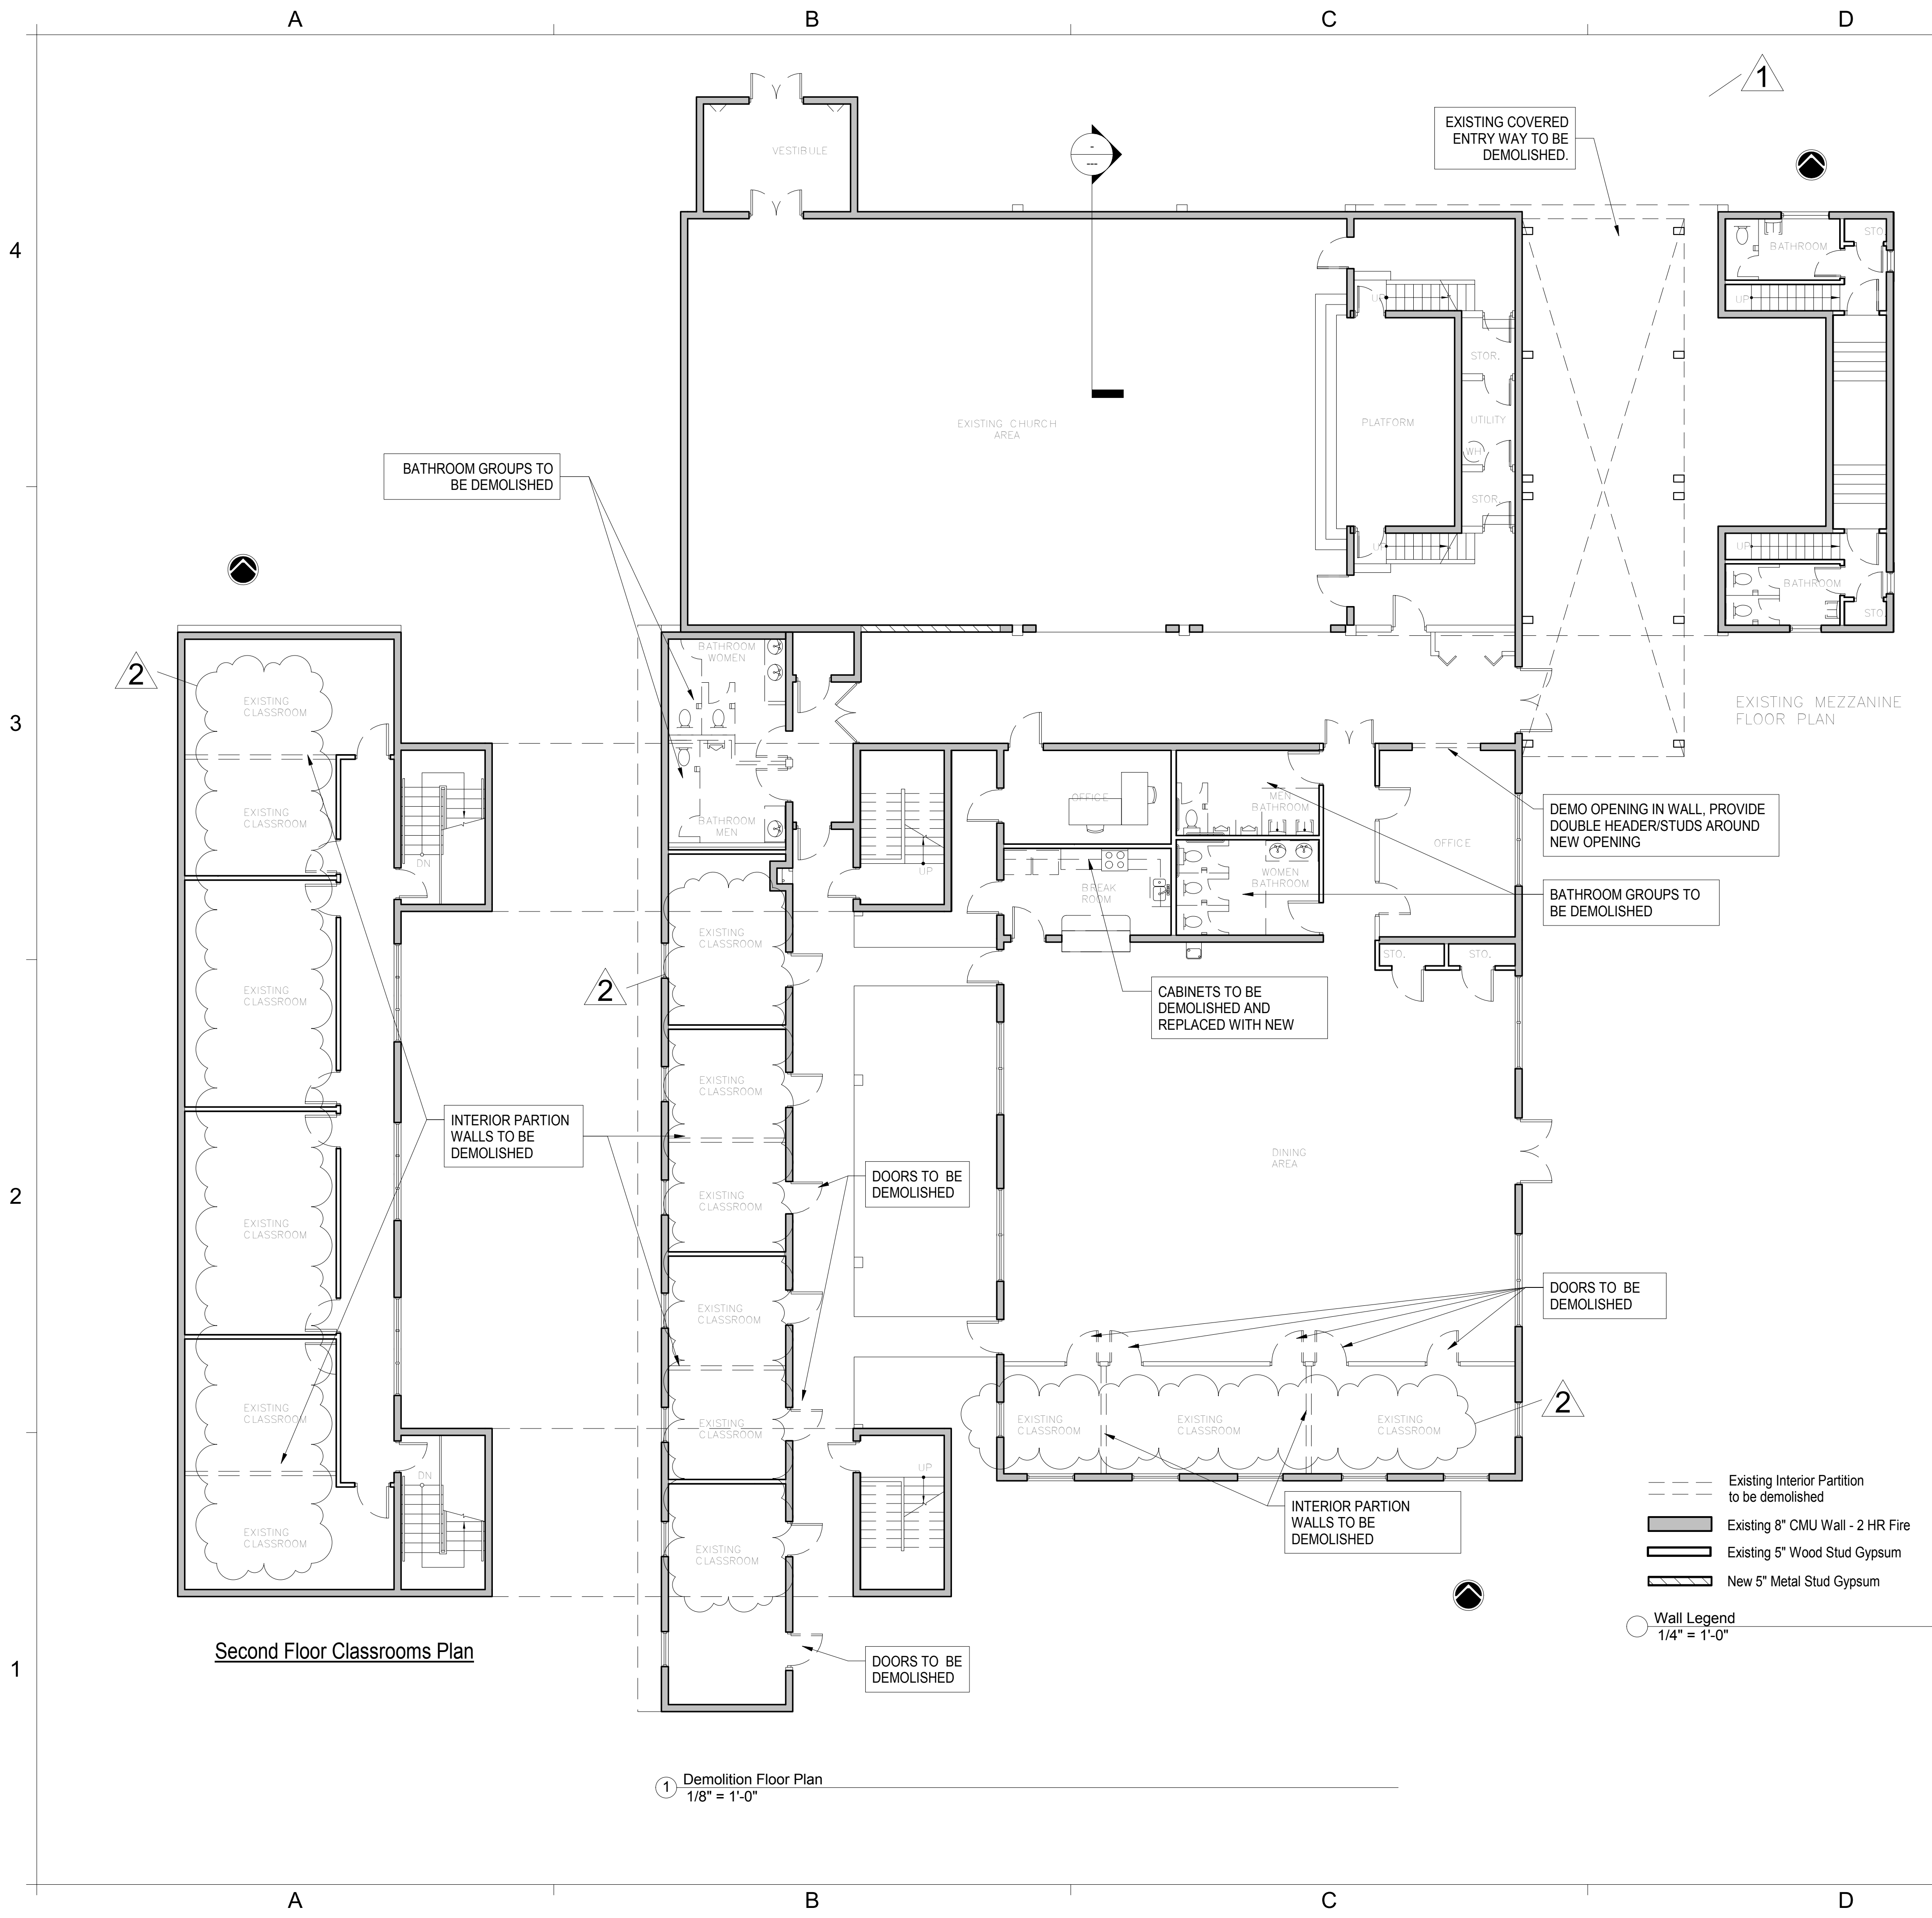 A
B
C
D
1
EXISTING COVERED
ENTRY WAY TO BE
DEMOLISHED.
VESTIBULE
-
---
4
BATHROOM
STO.
UP
UP
STOR.
UTILITY
WH
STOR.
PLATFORM
EXISTING CHURCH
AREA
UP
UP
BATHROOM
STO.
BATHROOM GROUPS TO
BE DEMOLISHED
2
EXISTING
CLASSROOM
BATHROOM
WOMEN
3
EXISTING MEZZANINE
FLOOR PLAN
EXISTING
CLASSROOM
DN
BATHROOM
MEN
UP
OFFICE
MEN
BATHROOM
OFFICE
DEMO OPENING IN WALL, PROVIDE
DOUBLE HEADER/STUDS AROUND
NEW OPENING
BREAK
ROOM
WOMEN
BATHROOM
BATHROOM GROUPS TO
BE DEMOLISHED
EXISTING
CLASSROOM
STO.
STO.
2
EXISTING
CLASSROOM
CABINETS TO BE
DEMOLISHED AND
REPLACED WITH NEW
EXISTING
CLASSROOM
INTERIOR PARTION
WALLS TO BE
DEMOLISHED
DINING
AREA
DOORS TO BE
DEMOLISHED
2
EXISTING
CLASSROOM
EXISTING
CLASSROOM
DOORS TO BE
DEMOLISHED
EXISTING
CLASSROOM
EXISTING
CLASSROOM
EXISTING
CLASSROOM
EXISTING
CLASSROOM
EXISTING
CLASSROOM
EXISTING
CLASSROOM
2
DN
UP
EXISTING
CLASSROOM
EXISTING
CLASSROOM
INTERIOR PARTION
WALLS TO BE
DEMOLISHED
Existing Interior Partition
to be demolished
Existing 8" CMU Wall - 2 HR Fire
Existing 5" Wood Stud Gypsum
New 5" Metal Stud Gypsum
Wall Legend
1/4" = 1'-0"
Second Floor Classrooms Plan
DOORS TO BE
DEMOLISHED
1
1
Demolition Floor Plan
1/8" = 1'-0"
A
B
C
D